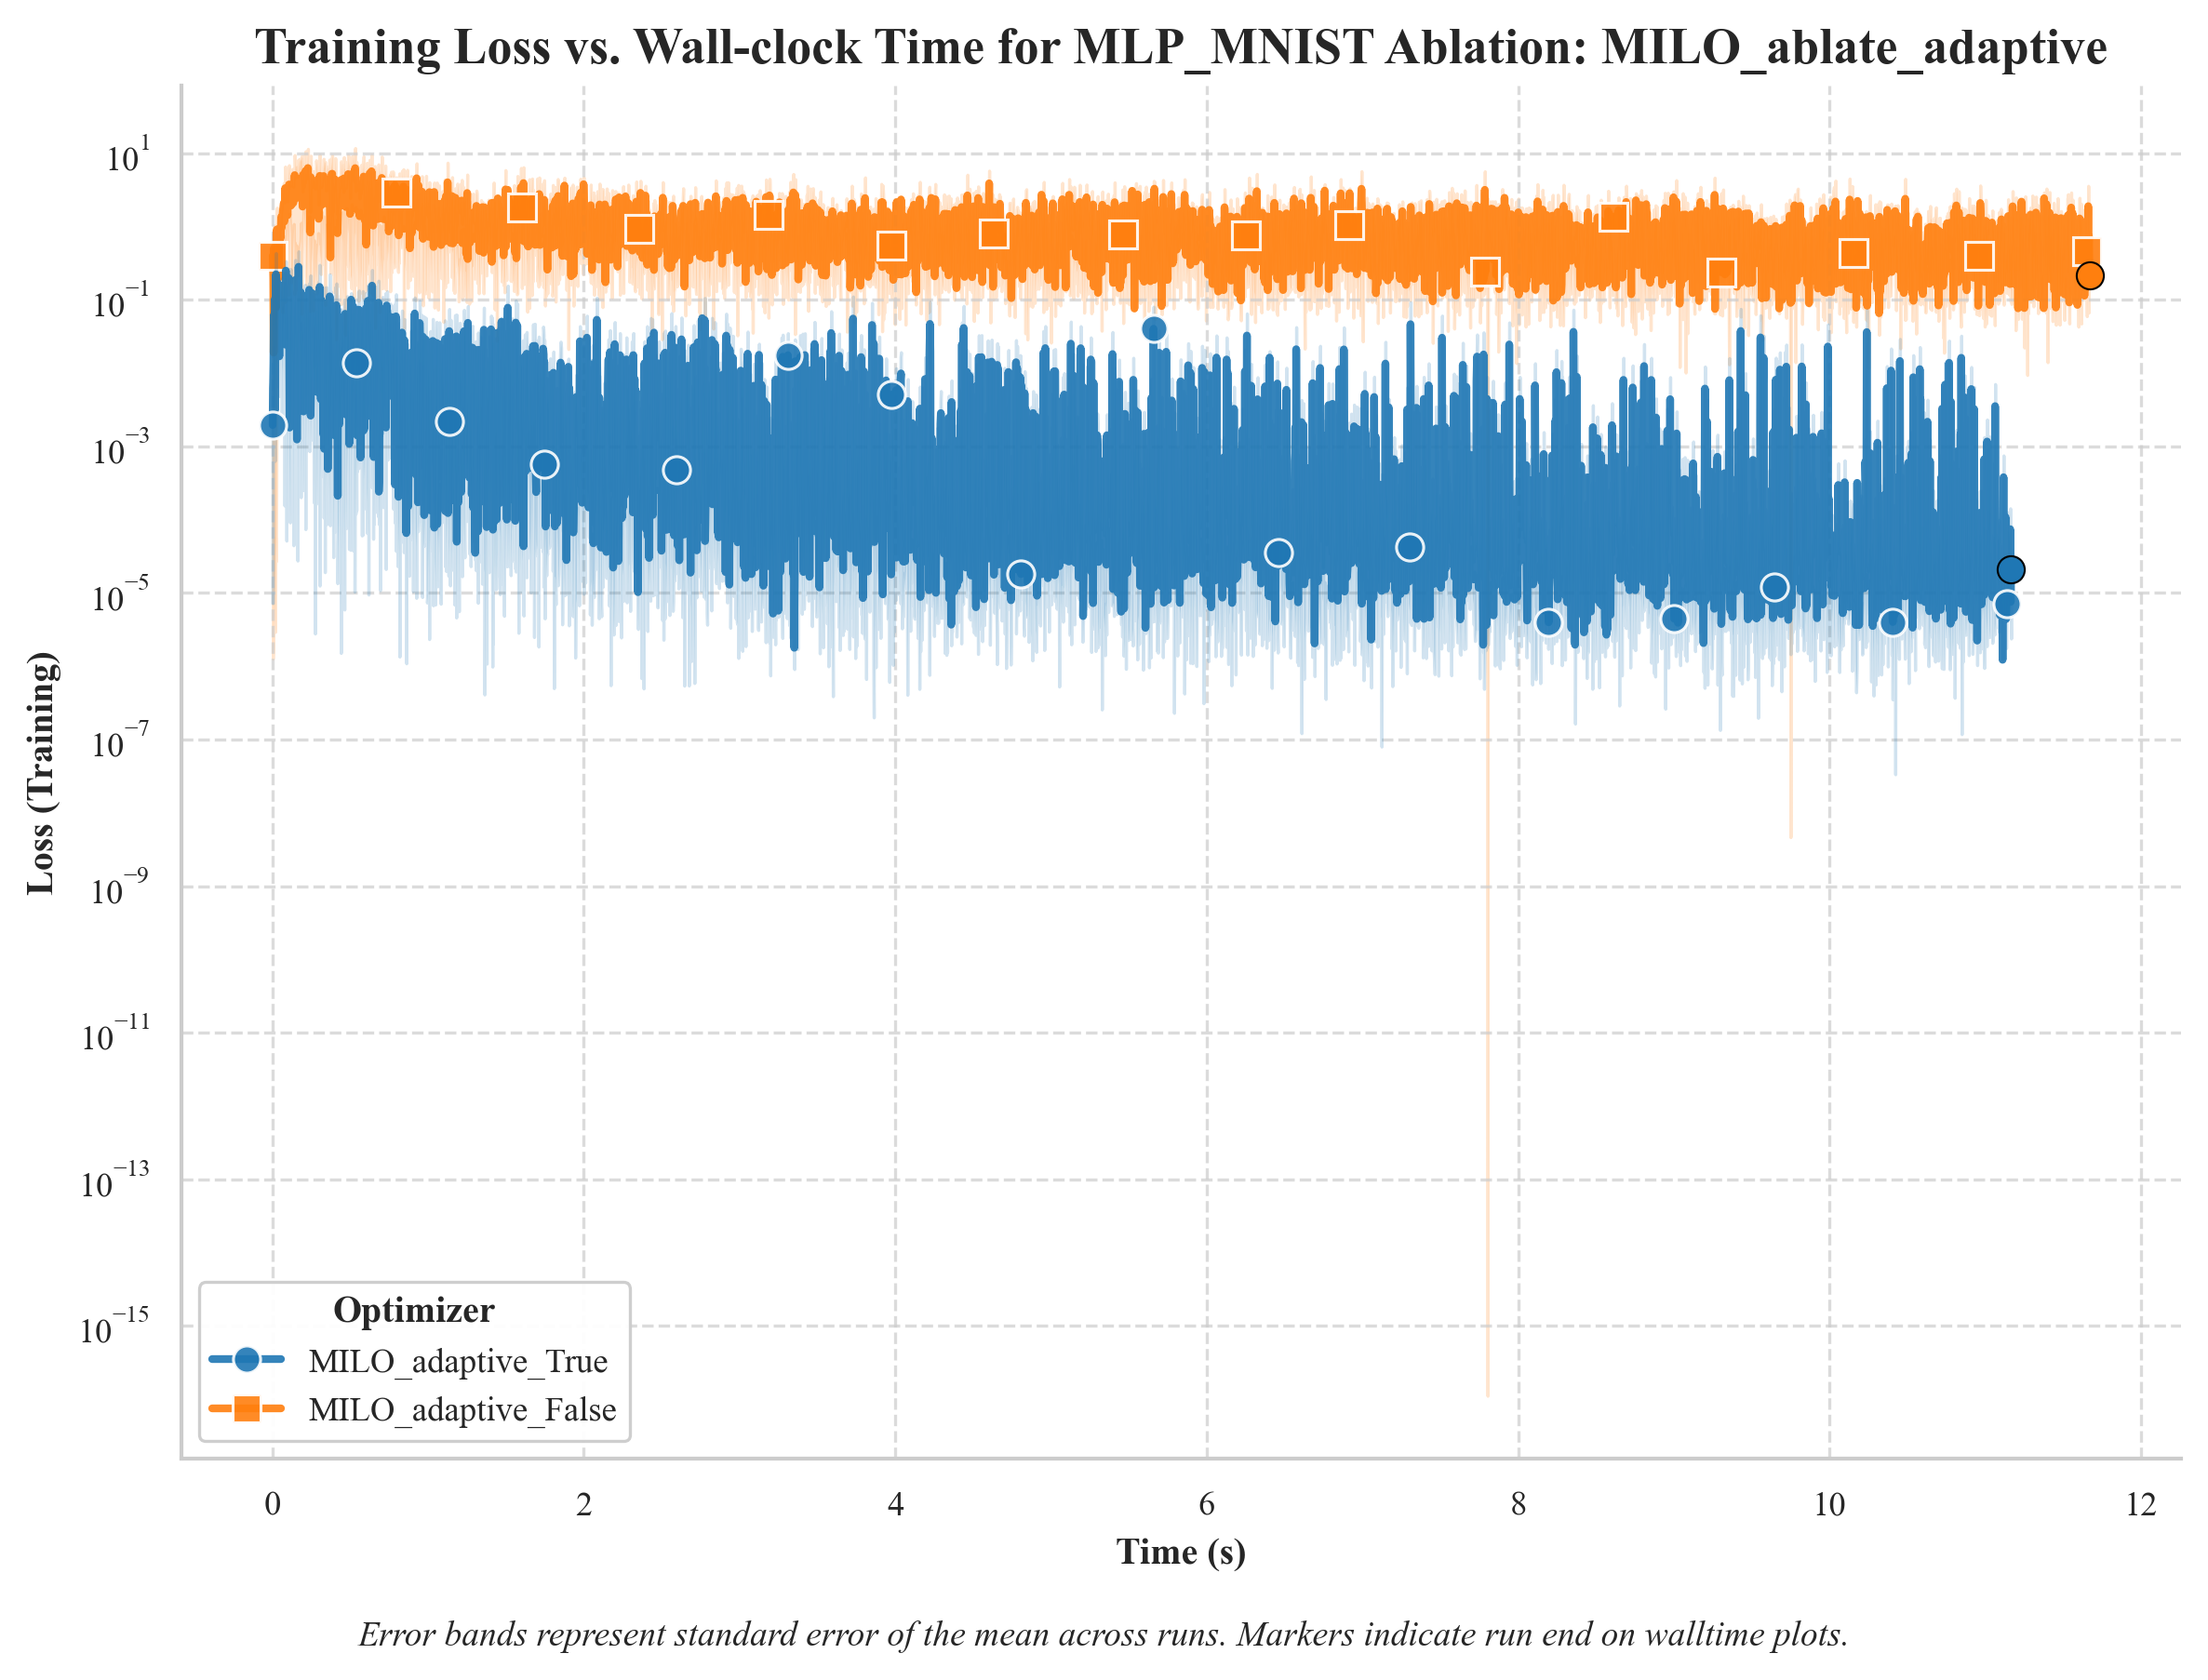 Training Loss vs. Wall-clock Time for MLP_MNIST Ablation: MILO_ablate_adaptive
Loss (Training)
10¹
10⁻¹
10⁻³
10⁻⁵
10⁻⁷
10⁻⁹
10⁻¹¹
10⁻¹³
10⁻¹⁵
Optimizer
MILO_adaptive_True
MILO_adaptive_False
0 2 4 6 8 10 12
Time (s)
Error bands represent standard error of the mean across runs. Markers indicate run end on walltime plots.